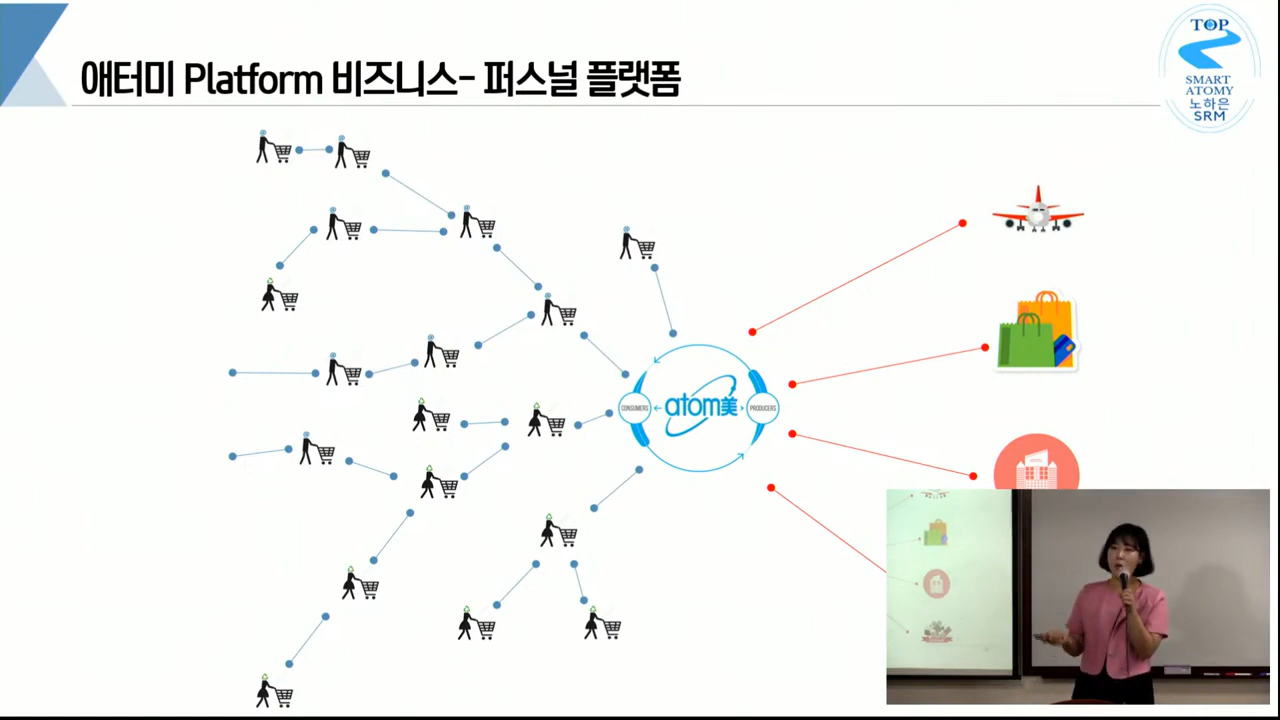 애터미 Platform 비즈니스- 퍼스널 플랫폼
TOP
SMART
ATOMY
노하은
SRM
CONSUMERS
atom美
PRODUCERS
HOTEL